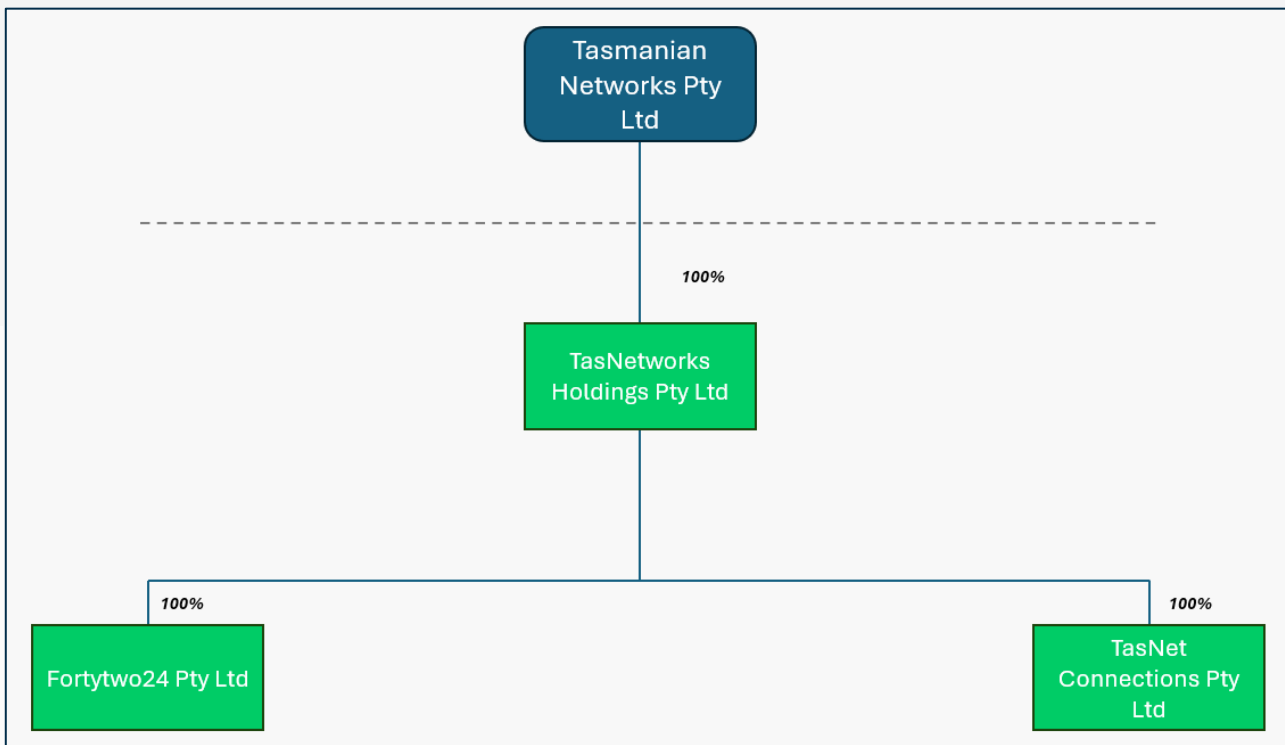 Tasmanian
Networks Pty
Ltd
100%
TasNetworks
Holdings Pty Ltd
100%
100%
Fortytwo24 Pty Ltd
TasNet
Connections Pty
Ltd